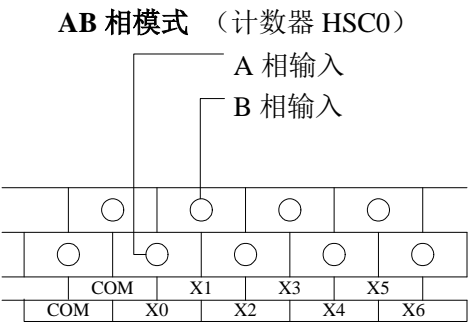 AB 相模式 （计数器 HSC0）
A 相输入
B 相输入
COM X1 X3 X5
COM X0 X2 X4 X6